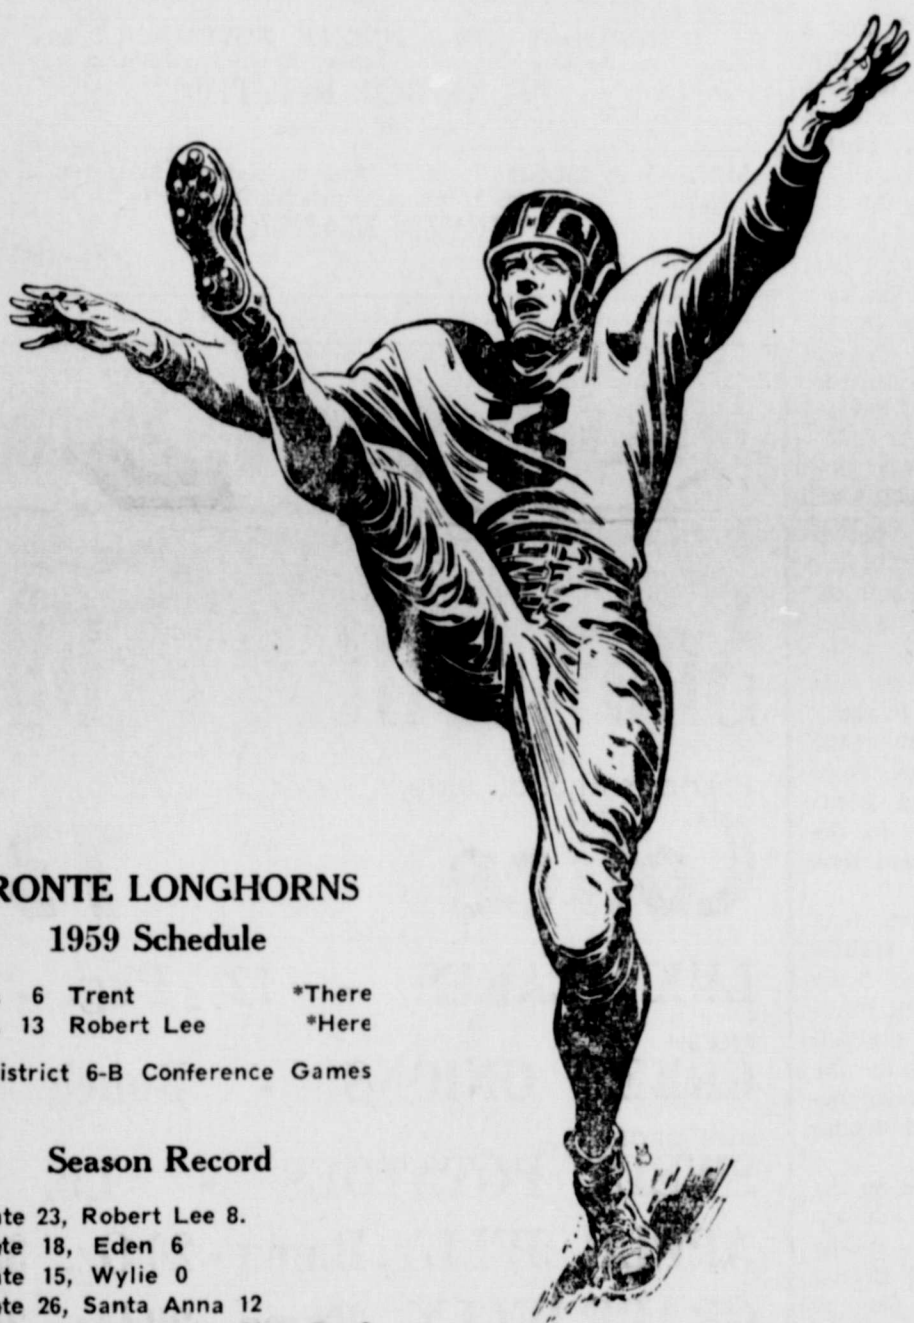 RONTE LONGHORNS
1959 Schedule
6 Trent *There
13 Robert Lee *Here
istrict 6-B Conference Games
Season Record
te 23, Robert Lee 8.
te 18, Eden 6
te 15, Wylie 0
te 26, Santa Anna 12